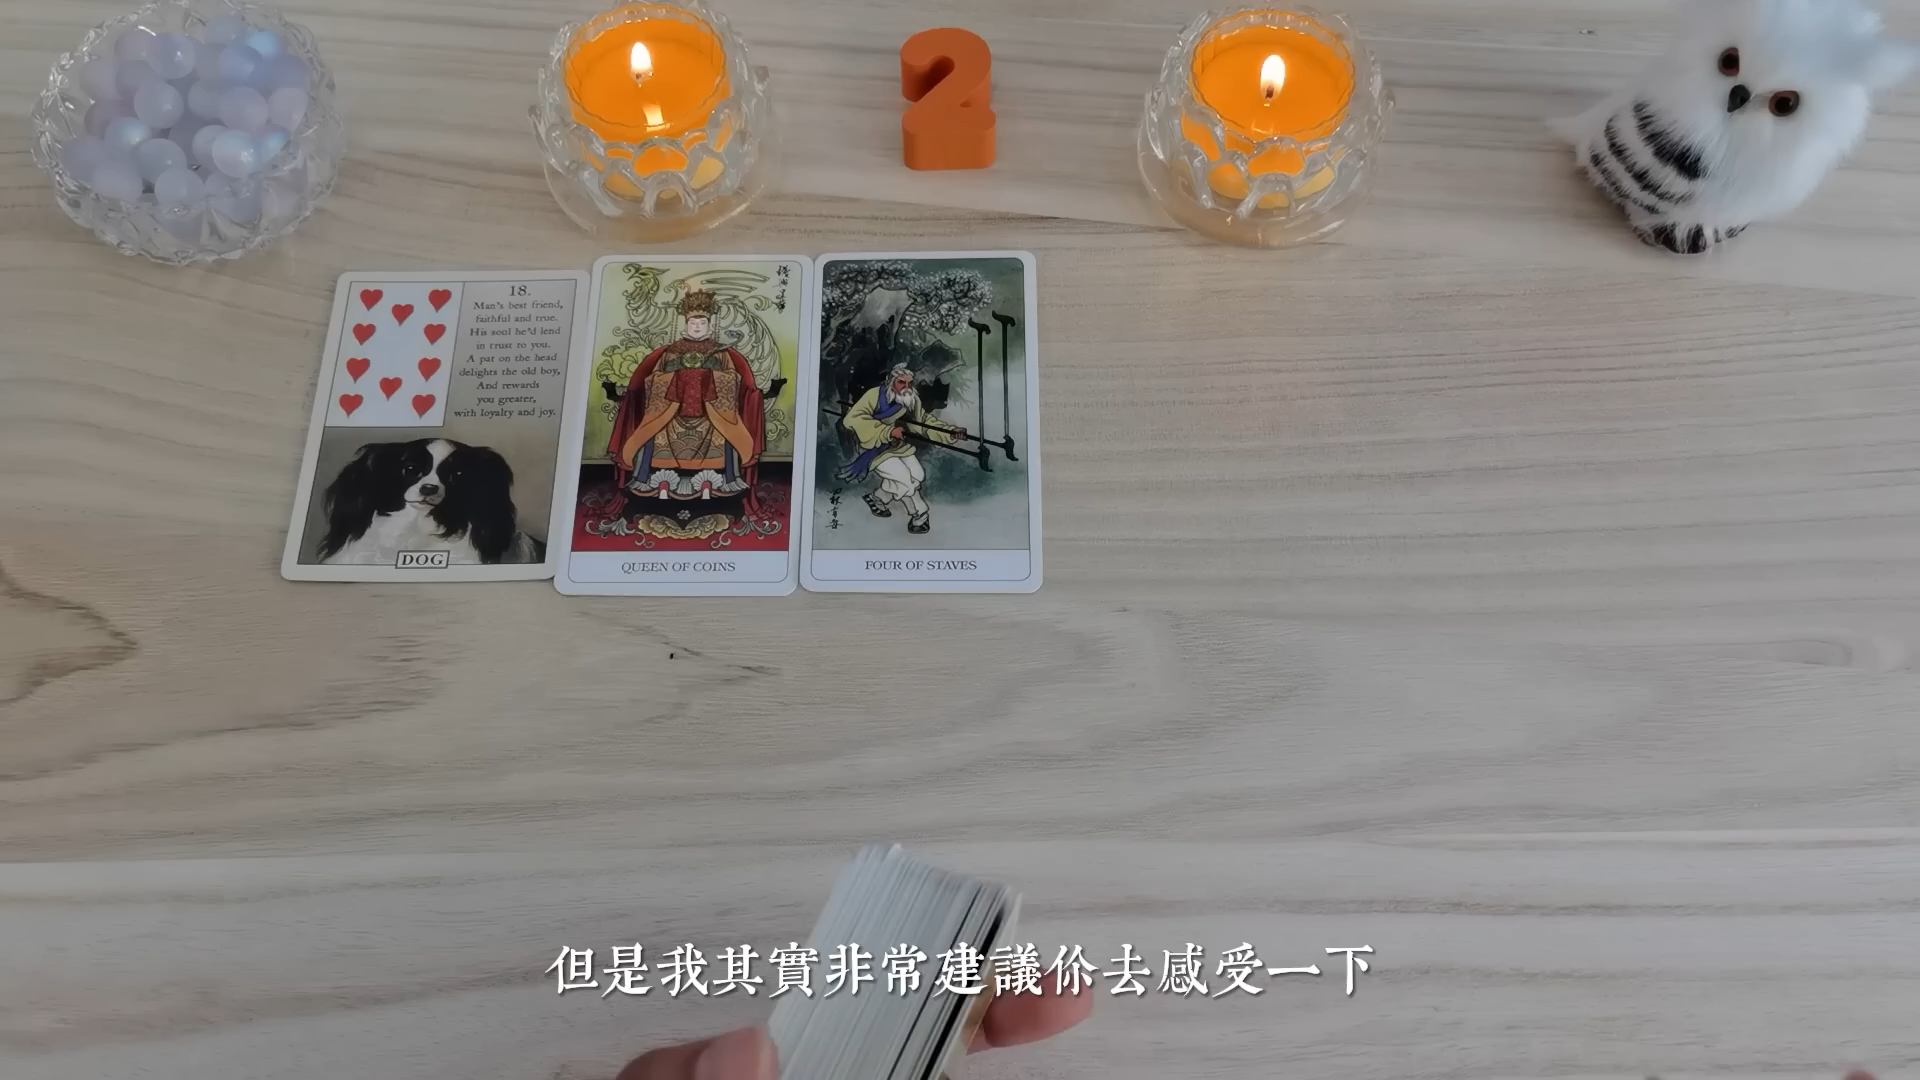 2
18.
Man's best friend,
faithful and true.
His soul he'd lend
in trust to you.
A pat on the head
delights the old boy,
And rewards
you greater,
with loyalty and joy.
DOG
QUEEN OF COINS
FOUR OF STAVES
但是我其實非常建議你去感受一下